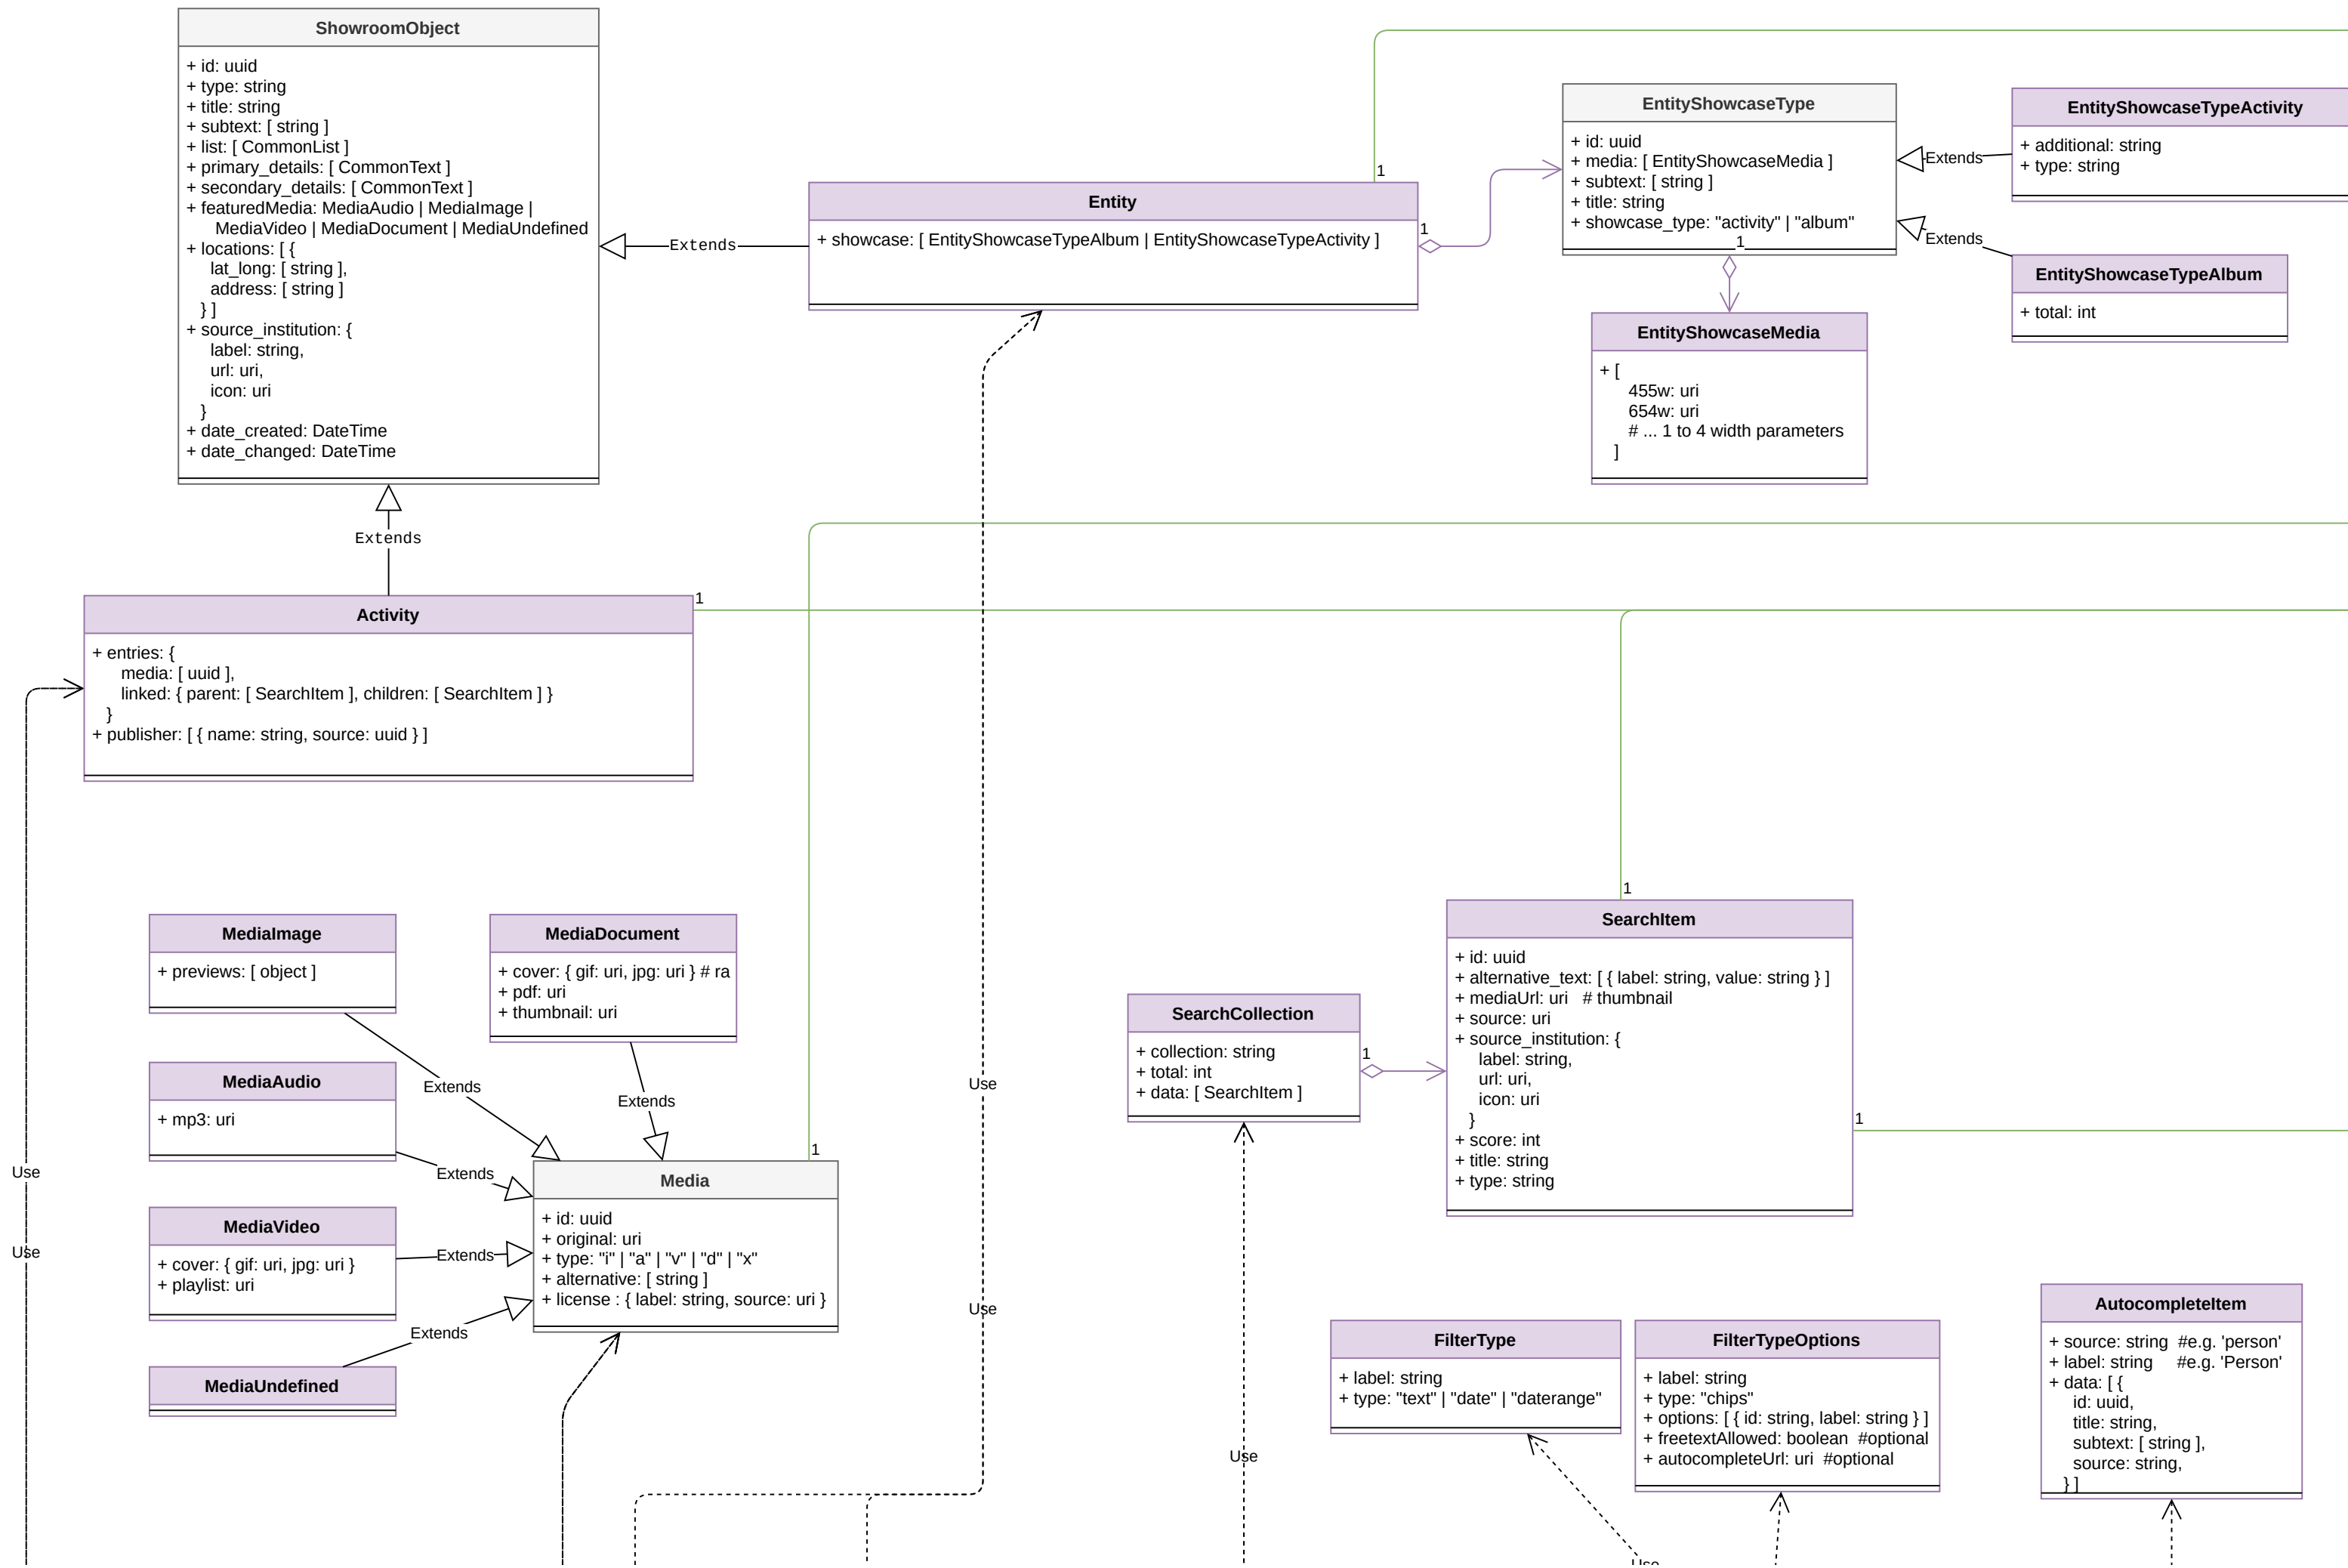 ShowroomObject
+ id: uuid
+ type: string
+ title: string
+ subtext: [ string ]
+ list: [ CommonList ]
+ primary_details: [ CommonText ]
+ secondary_details: [ CommonText ]
+ featuredMedia: MediaAudio | MediaImage |
MediaVideo | MediaDocument | MediaUndefined
+ locations: [ {
lat_long: [ string ],
address: [ string ]
} ]
+ source_institution: {
label: string,
url: uri,
icon: uri
}
+ date_created: DateTime
+ date_changed: DateTime
Extends
Extends
1
Entity
+ showcase: [ EntityShowcaseTypeAlbum | EntityShowcaseTypeActivity ]
1
EntityShowcaseType
+ id: uuid
+ media: [ EntityShowcaseMedia ]
+ subtext: [ string ]
+ title: string
+ showcase_type: "activity" | "album"
1
Extends
Extends
EntityShowcaseTypeActivity
+ additional: string
+ type: string
EntityShowcaseTypeAlbum
+ total: int
EntityShowcaseMedia
+ [
455w: uri
654w: uri
# ... 1 to 4 width parameters
]
Activity
1
+ entries: {
media: [ uuid ],
linked: { parent: [ SearchItem ], children: [ SearchItem ] }
}
+ publisher: [ { name: string, source: uuid } ]
MediaImage
+ previews: [ object ]
MediaDocument
+ cover: { gif: uri, jpg: uri } # ra
+ pdf: uri
+ thumbnail: uri
MediaAudio
+ mp3: uri
MediaVideo
+ cover: { gif: uri, jpg: uri }
+ playlist: uri
MediaUndefined
Extends
Extends
Extends
Extends
Extends
1
Media
+ id: uuid
+ original: uri
+ type: "i" | "a" | "v" | "d" | "x"
+ alternative: [ string ]
+ license : { label: string, source: uri }
Use
Use
Use
Use
SearchCollection
+ collection: string
+ total: int
+ data: [ SearchItem ]
1
1
SearchItem
+ id: uuid
+ alternative_text: [ { label: string, value: string } ]
+ mediaUrl: uri # thumbnail
+ source: uri
+ source_institution: {
label: string,
url: uri,
icon: uri
}
+ score: int
+ title: string
+ type: string
1
Use
FilterType
+ label: string
+ type: "text" | "date" | "daterange"
FilterTypeOptions
+ label: string
+ type: "chips"
+ options: [ { id: string, label: string } ]
+ freetextAllowed: boolean #optional
+ autocompleteUrl: uri #optional
AutocompleteItem
+ source: string #e.g. 'person'
+ label: string #e.g. 'Person'
+ data: [ {
id: uuid,
title: string,
subtext: [ string ],
source: string,
} ]
Use